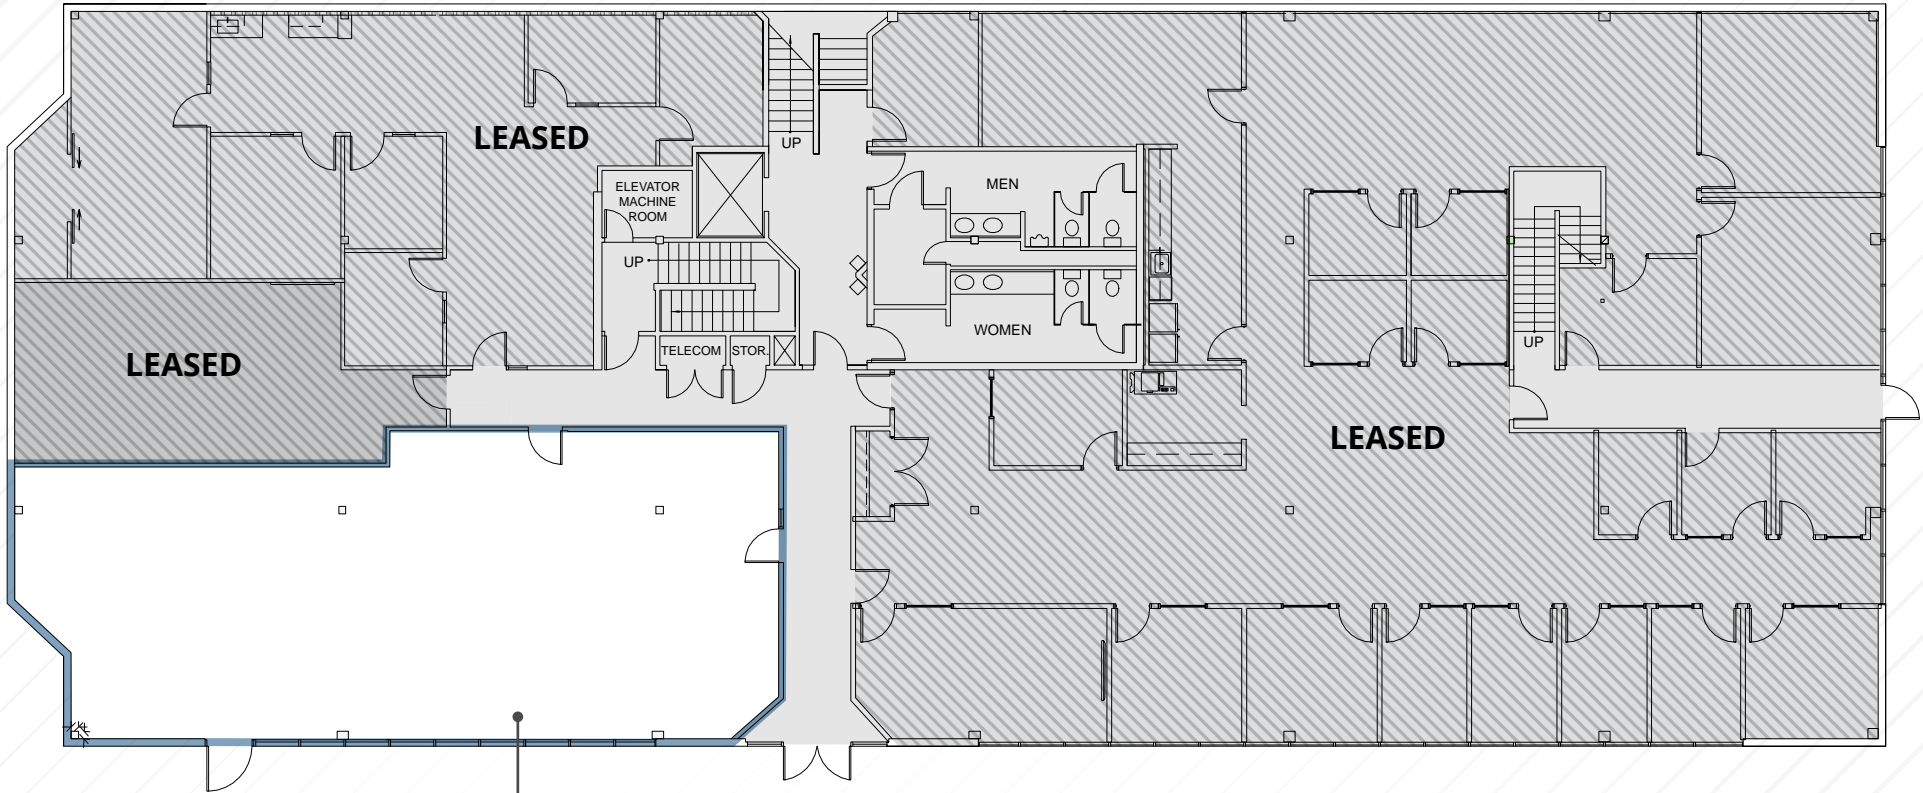 LEASED
UP
ELEVATOR
MACHINE
ROOM
MEN
UP
WOMEN
UP
TELECOM
STOR.
LEASED
LEASED